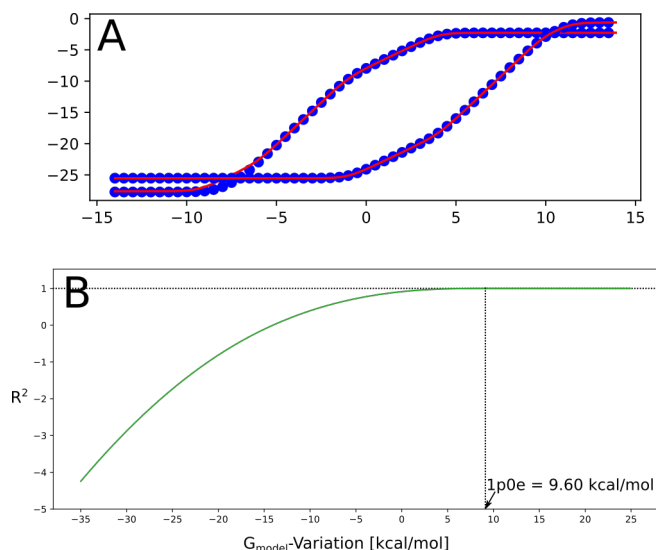 A
0
−5
−10
−15
−20
−25
−15 −10 −5 0 5 10 15
B
1
0
−1
−2
−3
−4
−5
R²
1p0e = 9.60 kcal/mol
−35 −30 −25 −20 −15 −10 −5 0 5 10 15 20 25
G_model-Variation [kcal/mol]